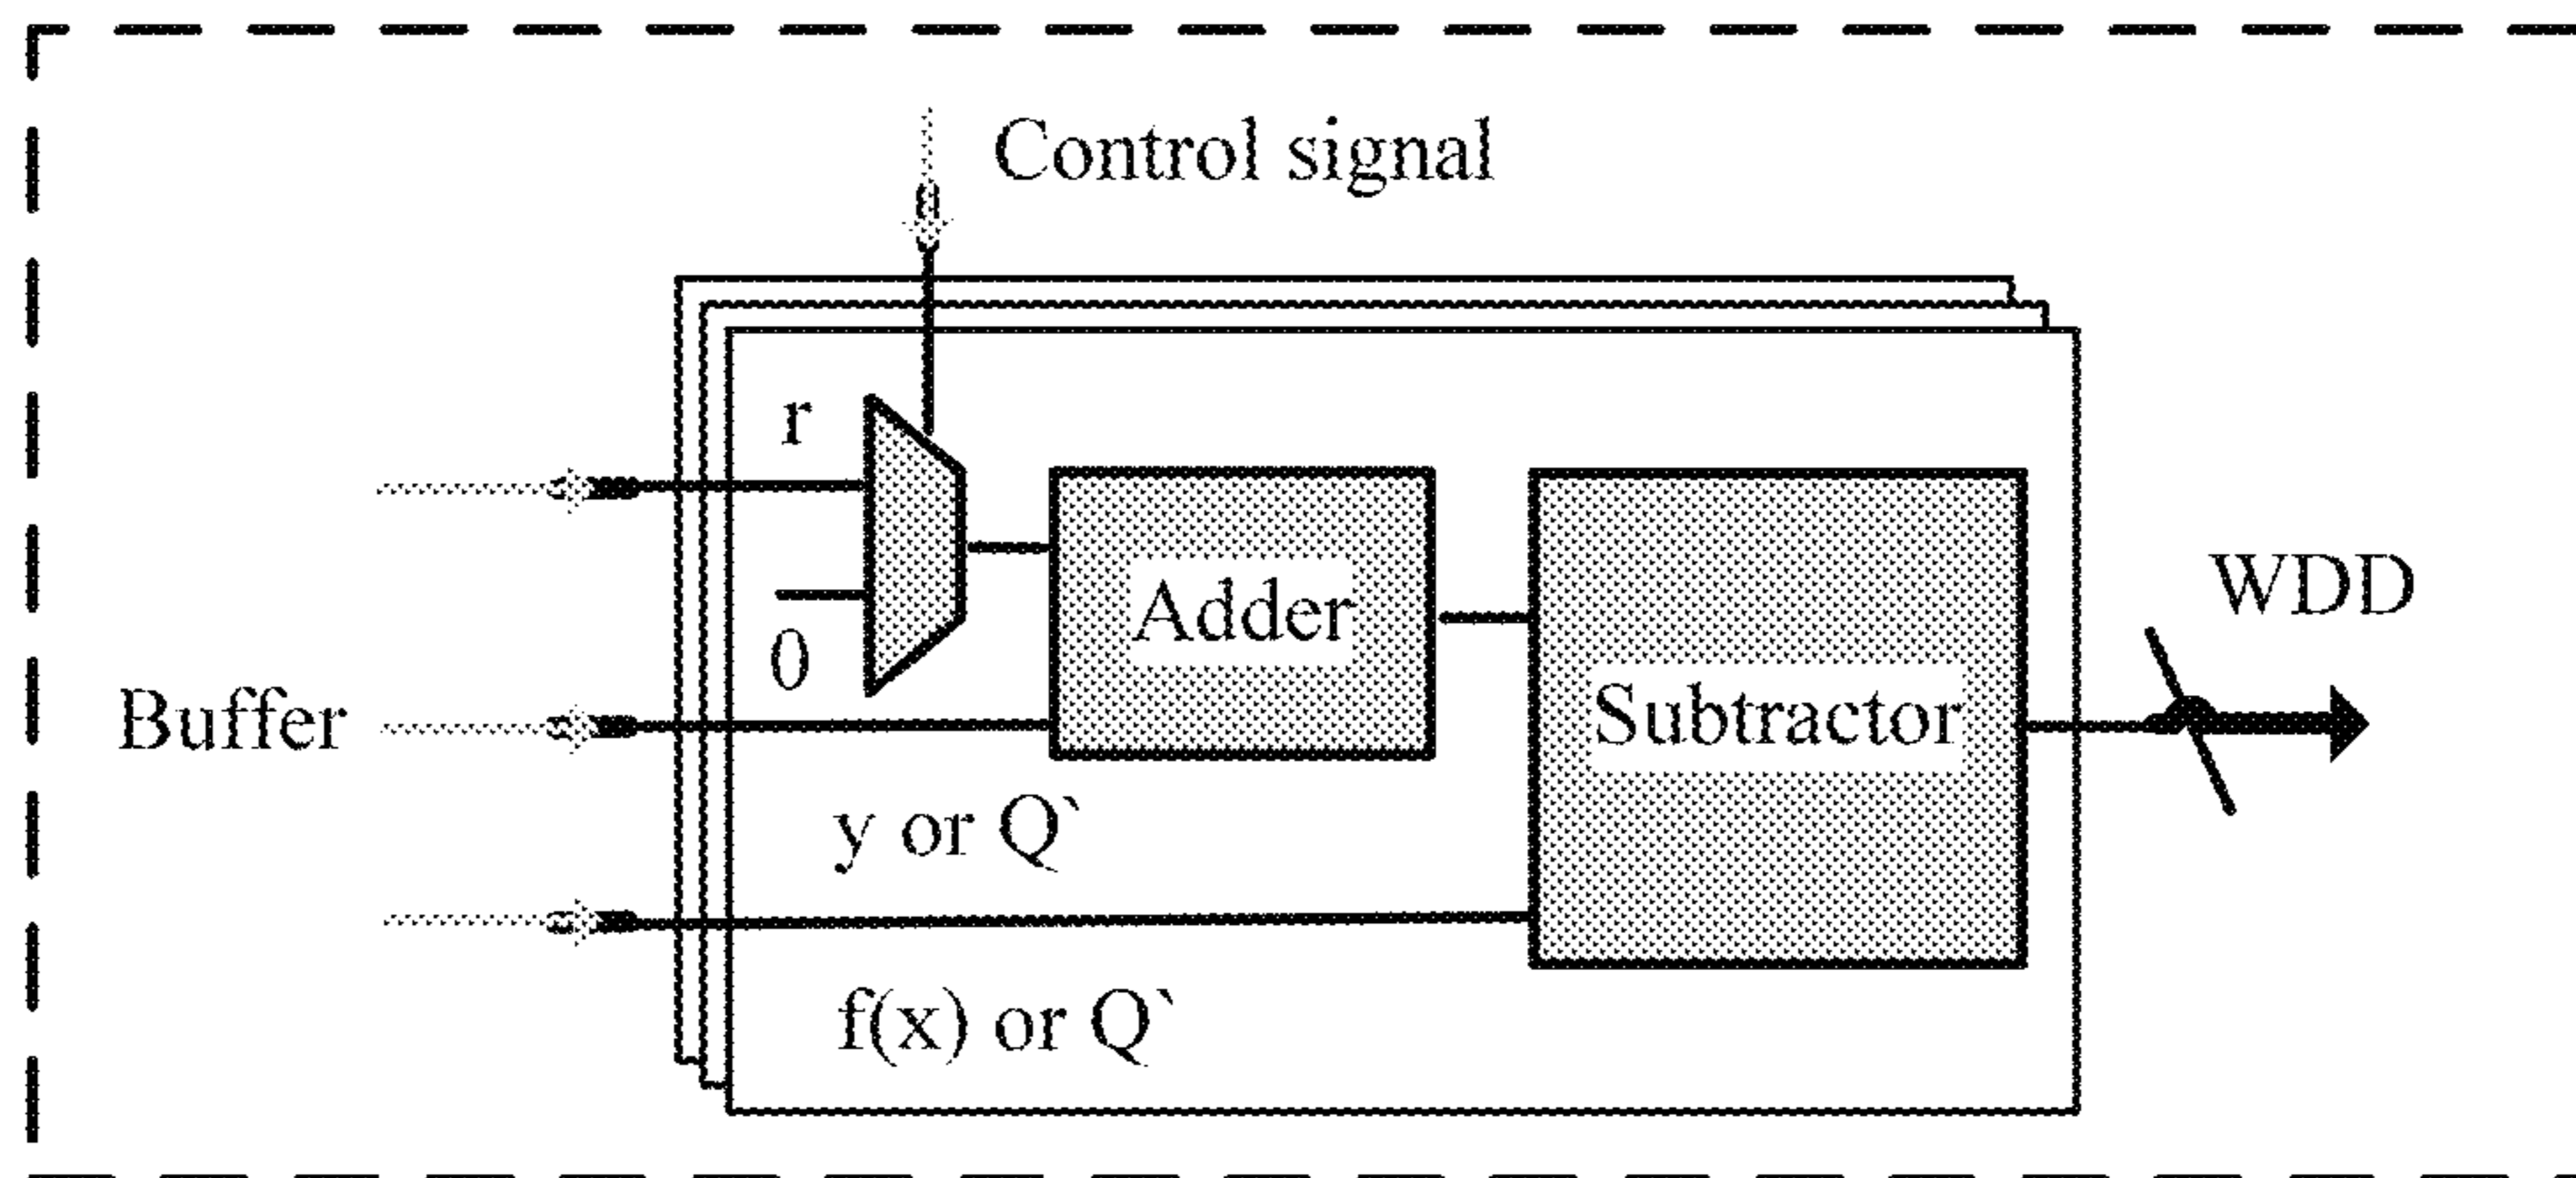 Control signal
r
0
Adder
WDD
Buffer
Subtractor
y or Q`
f(x) or Q`